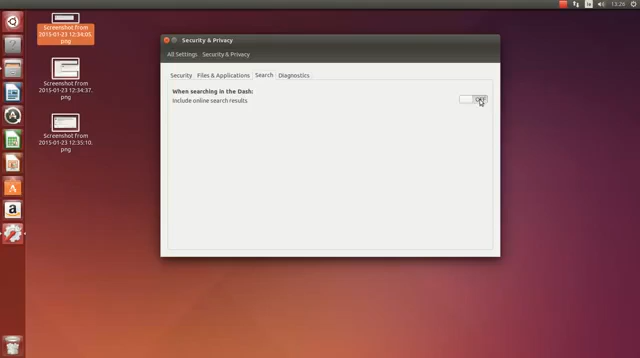 13:26
Screenshot from
2015-01-23 12:34:05.
png
Screenshot from
2015-01-23 12:34:37.
png
Screenshot from
2015-01-23 12:35:10.
png
Security & Privacy
All Settings Security & Privacy
Security Files & Applications Search Diagnostics
When searching in the Dash:
Include online search results
OFF